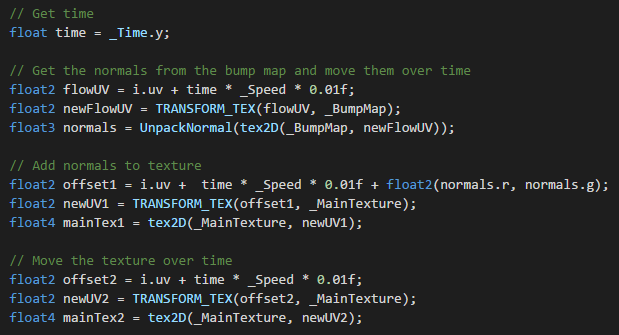 // Get time
float time = _Time.y;
// Get the normals from the bump map and move them over time
float2 flowUV = i.uv + time * _Speed * 0.01f;
float2 newFlowUV = TRANSFORM_TEX(flowUV, _BumpMap);
float3 normals = UnpackNormal(tex2D(_BumpMap, newFlowUV));
// Add normals to texture
float2 offset1 = i.uv +  time * _Speed * 0.01f + float2(normals.r, normals.g);
float2 newUV1 = TRANSFORM_TEX(offset1, _MainTexture);
float4 mainTex1 = tex2D(_MainTexture, newUV1);
// Move the texture over time
float2 offset2 = i.uv + time * _Speed * 0.01f;
float2 newUV2 = TRANSFORM_TEX(offset2, _MainTexture);
float4 mainTex2 = tex2D(_MainTexture, newUV2);